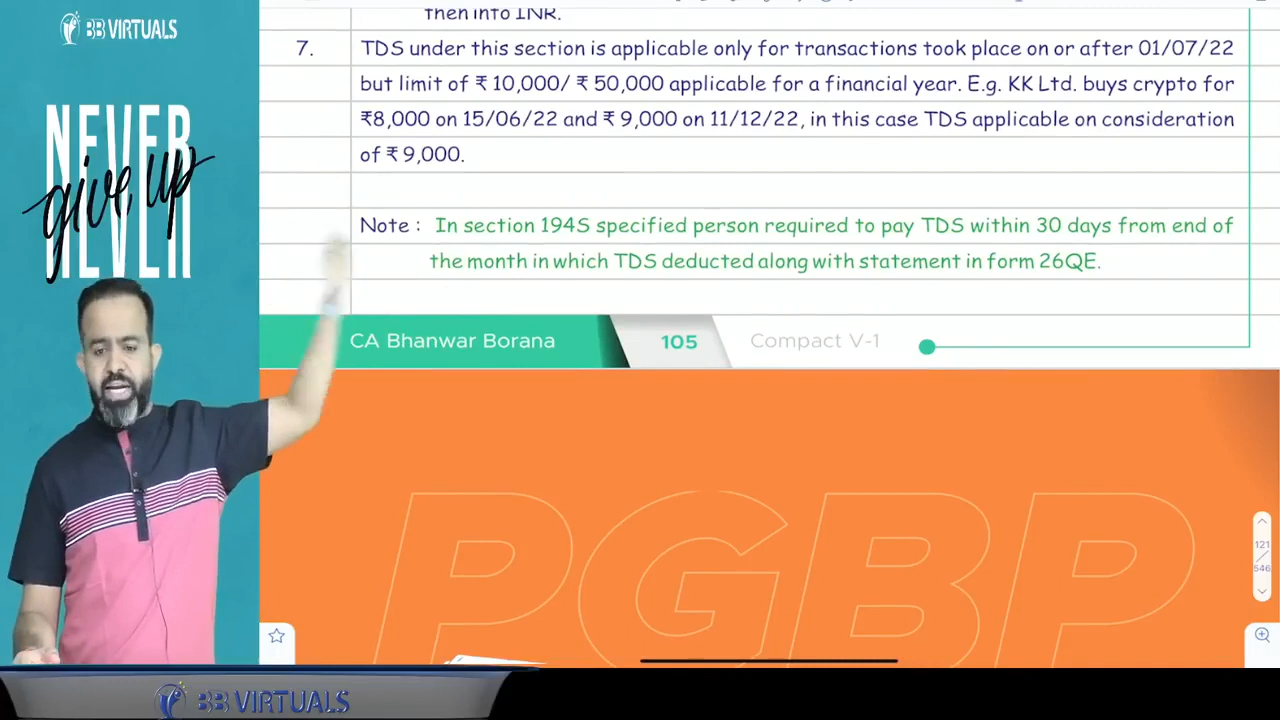 BB VIRTUALS
NEVER
give up
NEVER
then into INR.
7. TDS under this section is applicable only for transactions took place on or after 01/07/22
but limit of ₹ 10,000/ ₹ 50,000 applicable for a financial year. E.g. KK Ltd. buys crypto for
₹8,000 on 15/06/22 and ₹ 9,000 on 11/12/22, in this case TDS applicable on consideration
of ₹ 9,000.
Note : In section 194S specified person required to pay TDS within 30 days from end of
the month in which TDS deducted along with statement in form 26QE.
CA Bhanwar Borana 105 Compact V-1
PGBP
121
546
BB VIRTUALS